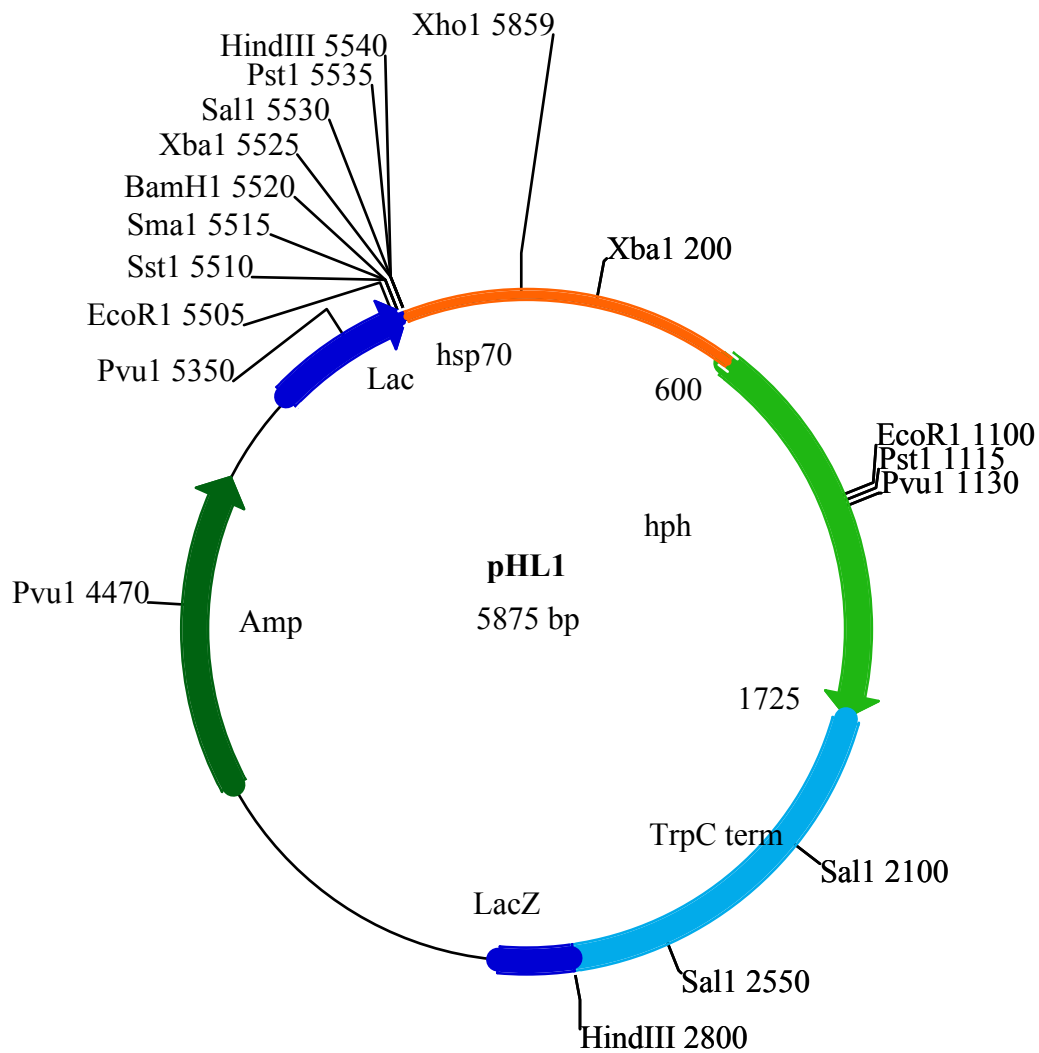 Xho1 5859
HindIII 5540
Pst1 5535
Sal1 5530
Xba1 5525
BamH1 5520
Sma1 5515
Sst1 5510
EcoR1 5505
Pvu1 5350
Xba1 200
hsp70
Lac
600
EcoR1 1100
Pst1 1115
Pvu1 1130
hph
pHL1
5875 bp
Pvu1 4470
Amp
1725
TrpC term
Sal1 2100
LacZ
Sal1 2550
HindIII 2800